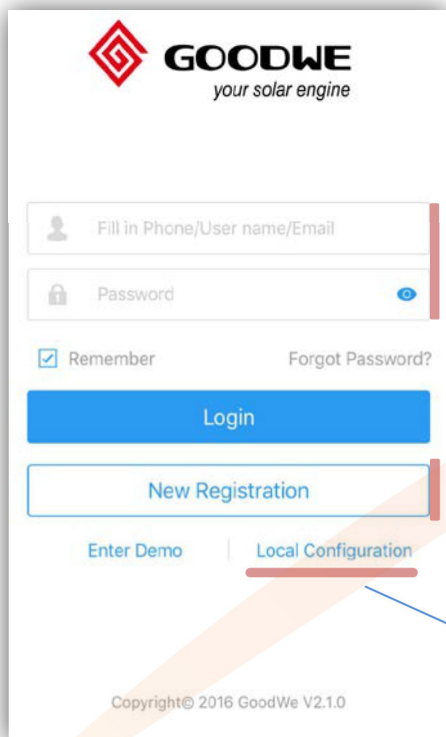 GOODWE
your solar engine
Fill in Phone/User name/Email
Password
Remember Forgot Password?
Login
New Registration
Enter Demo Local Configuration
Copyright© 2016 GoodWe V2.1.0